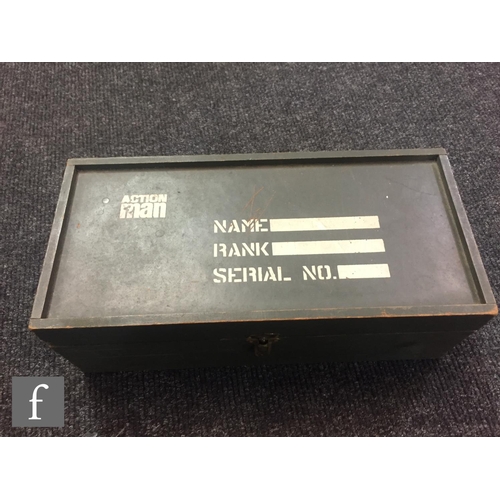 ACTION
man
NAME
RANK
SERIAL NO.
f